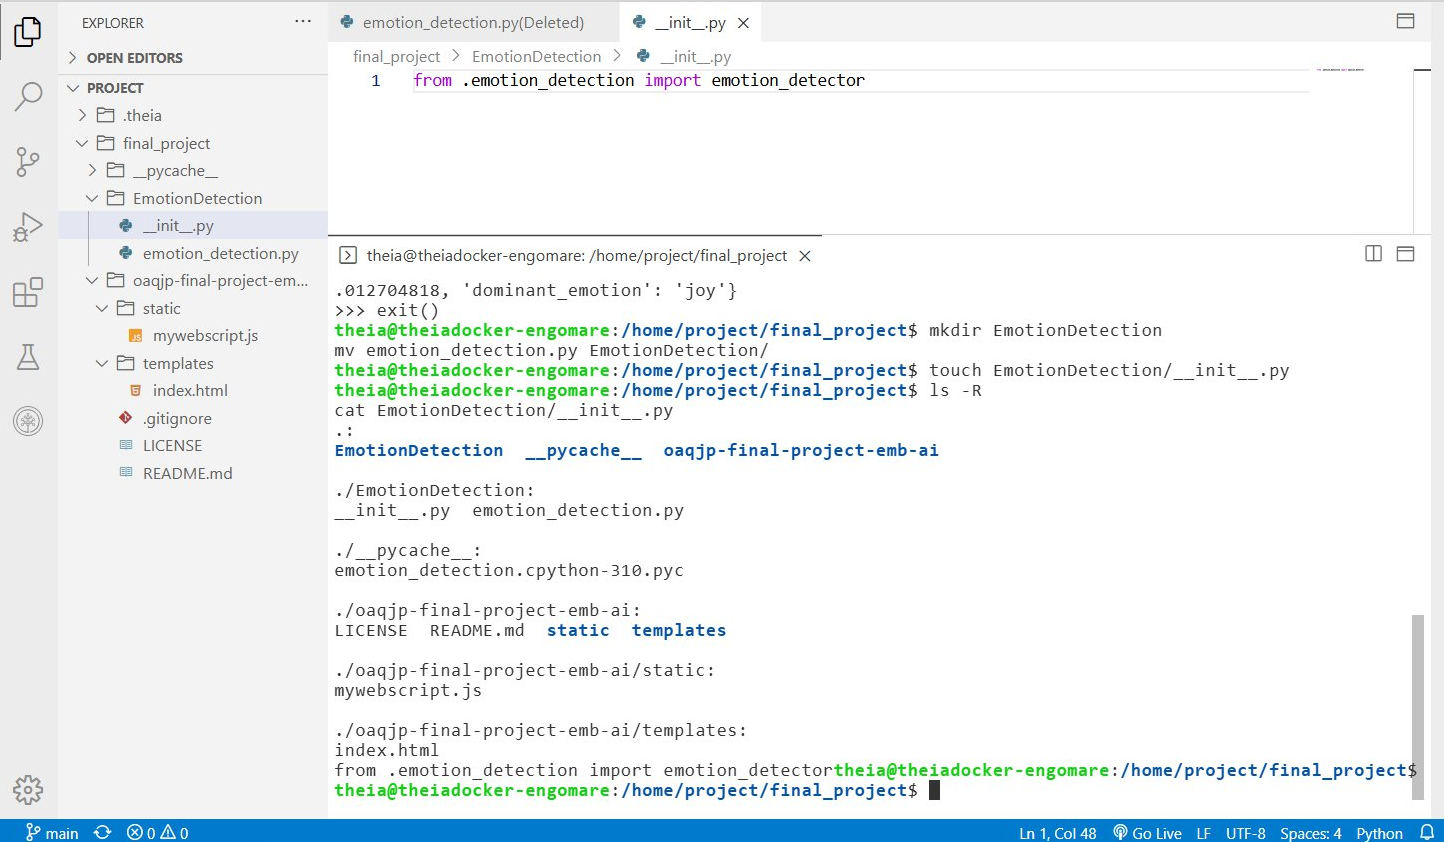 EXPLORER
OPEN EDITORS
PROJECT
.theia
final_project
__pycache__
EmotionDetection
__init__.py
emotion_detection.py
oaqjp-final-project-em...
static
mywebscript.js
templates
index.html
.gitignore
LICENSE
README.md
emotion_detection.py(Deleted)
__init__.py
final_project > EmotionDetection > __init__.py
1 from .emotion_detection import emotion_detector
theia@theiadocker-engomare: /home/project/final_project
.012704818, 'dominant_emotion': 'joy'}
>>> exit()
theia@theiadocker-engomare:/home/project/final_project$ mkdir EmotionDetection
mv emotion_detection.py EmotionDetection/
theia@theiadocker-engomare:/home/project/final_project$ touch EmotionDetection/__init__.py
theia@theiadocker-engomare:/home/project/final_project$ ls -R
cat EmotionDetection/__init__.py
.:
EmotionDetection  __pycache__  oaqjp-final-project-emb-ai
./EmotionDetection:
__init__.py  emotion_detection.py
./__pycache__:
emotion_detection.cpython-310.pyc
./oaqjp-final-project-emb-ai:
LICENSE  README.md  static  templates
./oaqjp-final-project-emb-ai/static:
mywebscript.js
./oaqjp-final-project-emb-ai/templates:
index.html
from .emotion_detection import emotion_detectortheia@theiadocker-engomare:/home/project/final_project$
theia@theiadocker-engomare:/home/project/final_project$
main 0 0 Ln 1, Col 48 Go Live LF UTF-8 Spaces: 4 Python